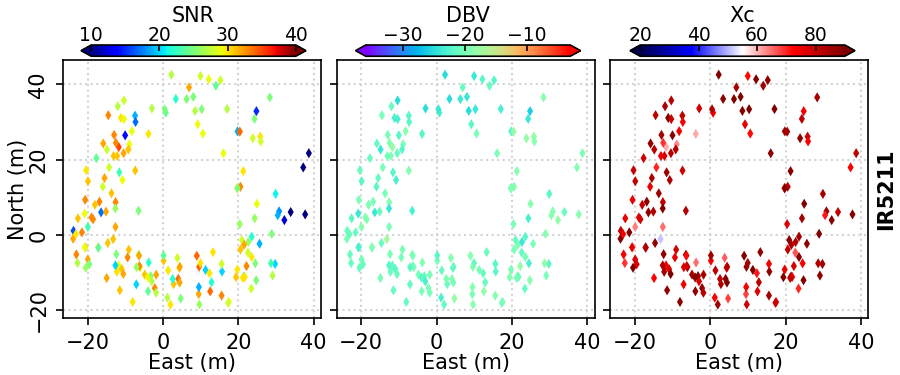 SNR DBV Xc
10 20 30 40 −30 −20 −10 20 40 60 80
40
20
0
−20
North (m)
IR5211
−20 0 20 40 −20 0 20 40 −20 0 20 40
East (m) East (m) East (m)